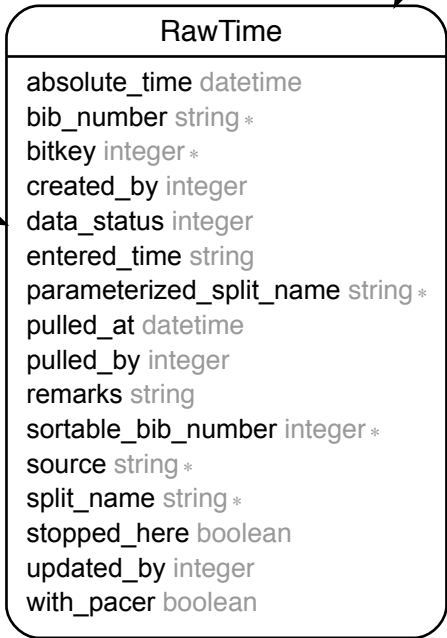 RawTime
absolute_time datetime
bib_number string *
bitkey integer *
created_by integer
data_status integer
entered_time string
parameterized_split_name string *
pulled_at datetime
pulled_by integer
remarks string
sortable_bib_number integer *
source string *
split_name string *
stopped_here boolean
updated_by integer
with_pacer boolean